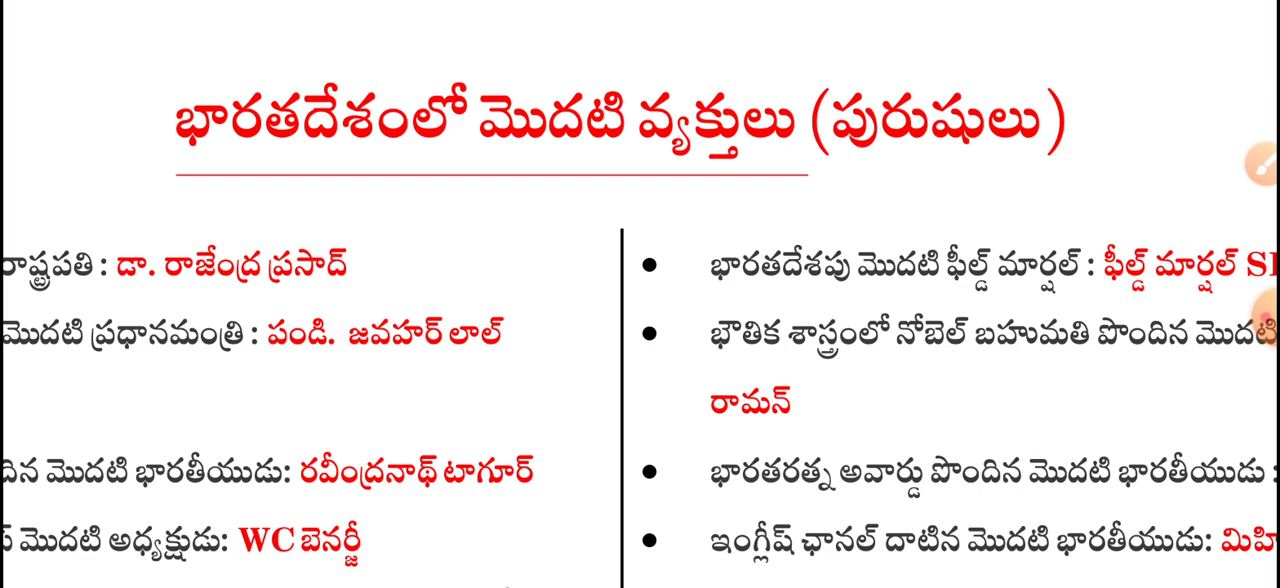 భారతదేశంలో మొదటి వ్యక్తులు (పురుషులు)
రాష్ట్రపతి : డా. రాజేంద్ర ప్రసాద్
మొదటి ప్రధానమంత్రి : పండి. జవహర్ లాల్
దిన మొదటి భారతీయుడు: రవీంద్రనాథ్ టాగూర్
మొదటి అధ్యక్షుడు: WC బెనర్జీ
• భారతదేశపు మొదటి ఫీల్డ్ మార్షల్ : ఫీల్డ్ మార్షల్
• భౌతిక శాస్త్రంలో నోబెల్ బహుమతి పొందిన మొదటి
రామన్
• భారతరత్న అవార్డు పొందిన మొదటి భారతీయుడు :
• ఇంగ్లీష్ ఛానల్ దాటిన మొదటి భారతీయుడు: మిహి